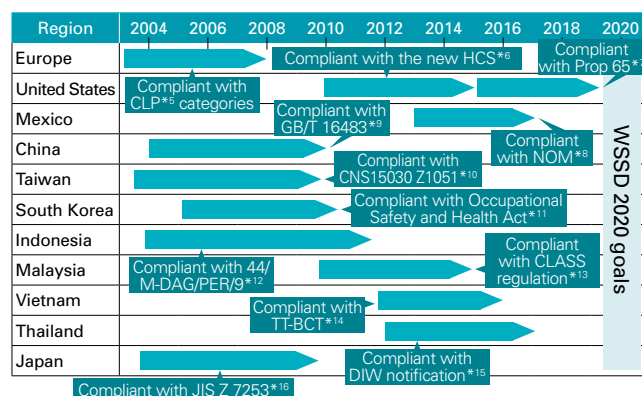 Region 2004 2006 2008 2010 2012 2014 2016 2018 2020
Europe
Compliant with the new HCS*6
Compliant
with Prop 65*7
United States
Compliant with
CLP*5 categories
Mexico
Compliant with
GB/T 16483*9
Compliant
with NOM*8
China
Taiwan
Compliant with
CNS15030 Z1051*10
South Korea
Compliant with Occupational
Safety and Health Act*11
Indonesia
Malaysia
Compliant with 44/
M-DAG/PER/9*12
Compliant
with CLASS
regulation*13
Vietnam
Compliant with
TT-BCT*14
Thailand
Japan
Compliant with
DIW notification*15
Compliant with JIS Z 7253*16
WSSD 2020 goals